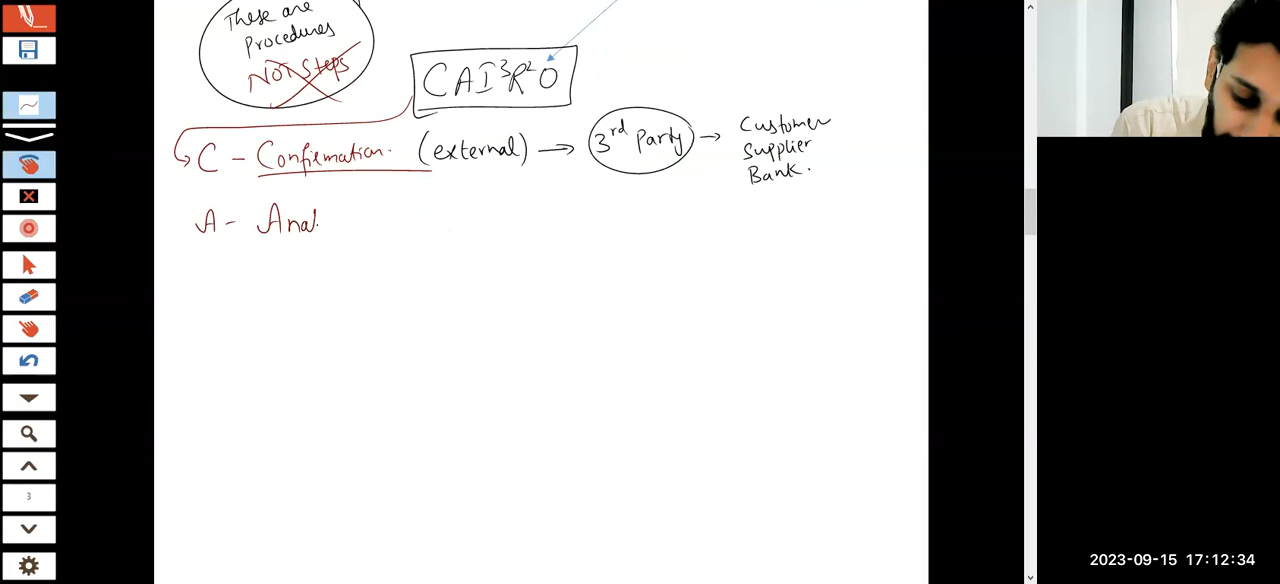 These are
Procedures
NOT Steps
CAI³R²O
C - Confirmation. (external) → 3rd Party → Customer
Supplier
Bank.
A - Anal
3
2023-09-15 17:12:34